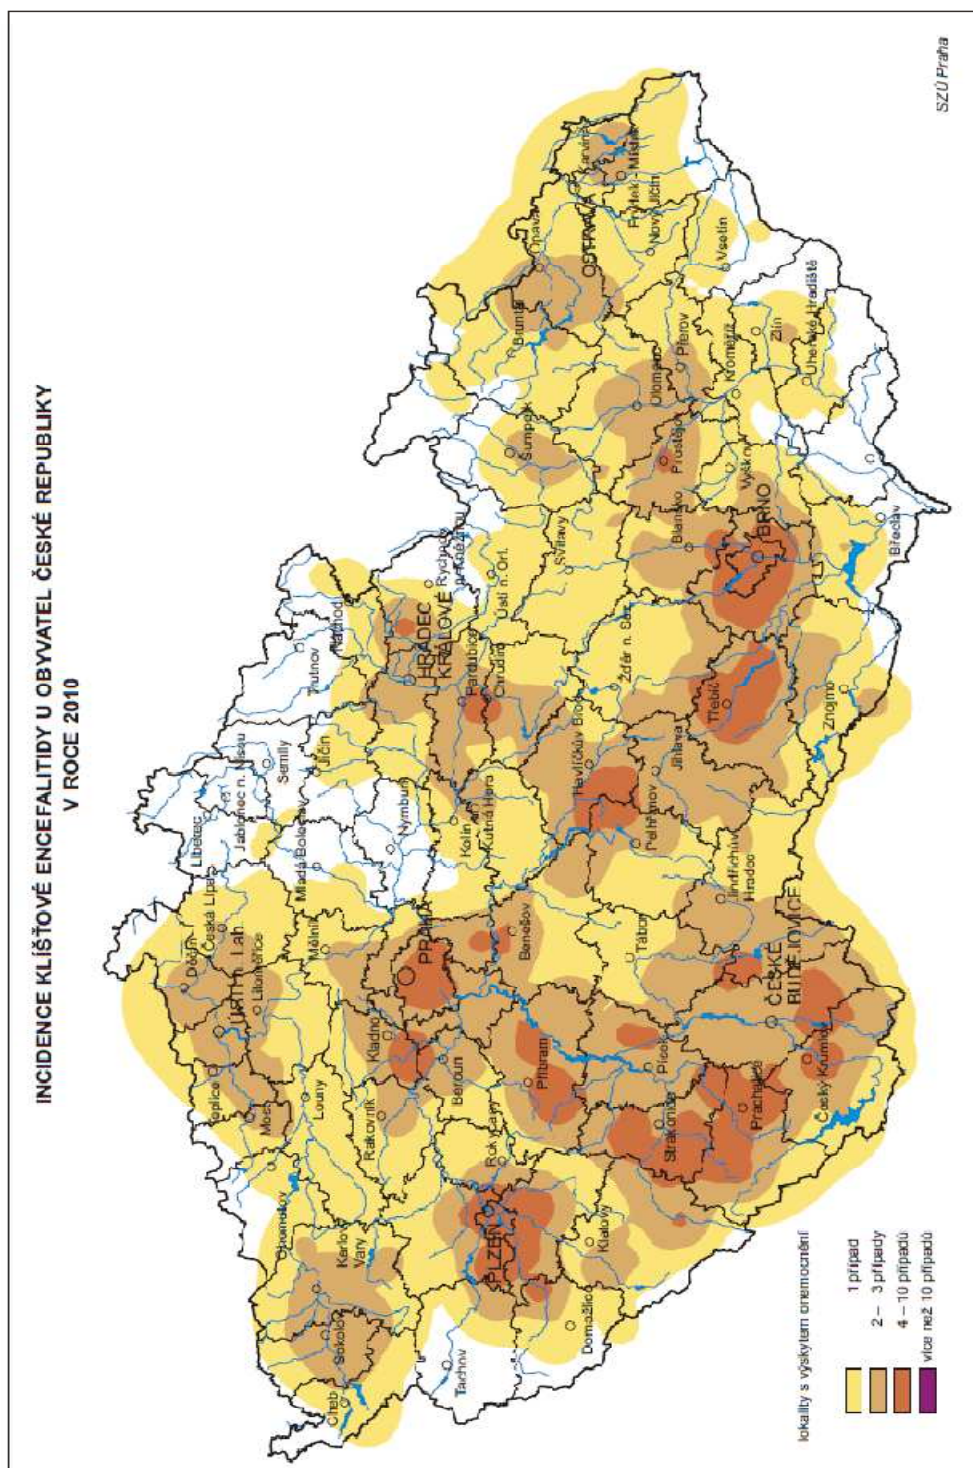 INCIDENCE KLÍŠŤOVÉ ENCEFALITIDY U OBYVATEL ČESKÉ REPUBLIKY
V ROCE 2010
Liberec
Jablonec n. Nisou
Semily
Trutnov
Náchod
Jičín
Děčín
Česká Lípa
Ústí n. Lab.
Litoměřice
Teplice
Most
Chomutov
Louny
Mělník
Mladá Boleslav
Nymburk
HRADEC
KRÁLOVÉ
Rychnov
n. Kněžnou
Pardubice
Chrudim
Ústí n. Orl.
Svitavy
Šumperk
Bruntál
Opava
OSTRAVA
Karviná
Frýdek - Místek
Nový Jičín
Vsetín
Karlovy
Vary
Sokolov
Cheb
Tachov
Rakovník
Kladno
PRAHA
Beroun
Kolín
Kutná Hora
Benešov
Příbram
Rokycany
PLZEŇ
Domažlice
Klatovy
Havlíčkův Brod
Žďár n. Sáz.
Pelhřimov
Jihlava
Tábor
Písek
Strakonice
Prachatice
Český Krumlov
ČESKÉ
BUDĚJOVICE
Jindřichův
Hradec
Třebíč
Znojmo
Blansko
BRNO
Vyškov
Prostějov
Olomouc
Přerov
Kroměříž
Zlín
Uherské Hradiště
Břeclav
lokality s výskytem onemocnění
1 případ
2 – 3 případy
4 – 10 případů
více než 10 případů
SZÚ Praha